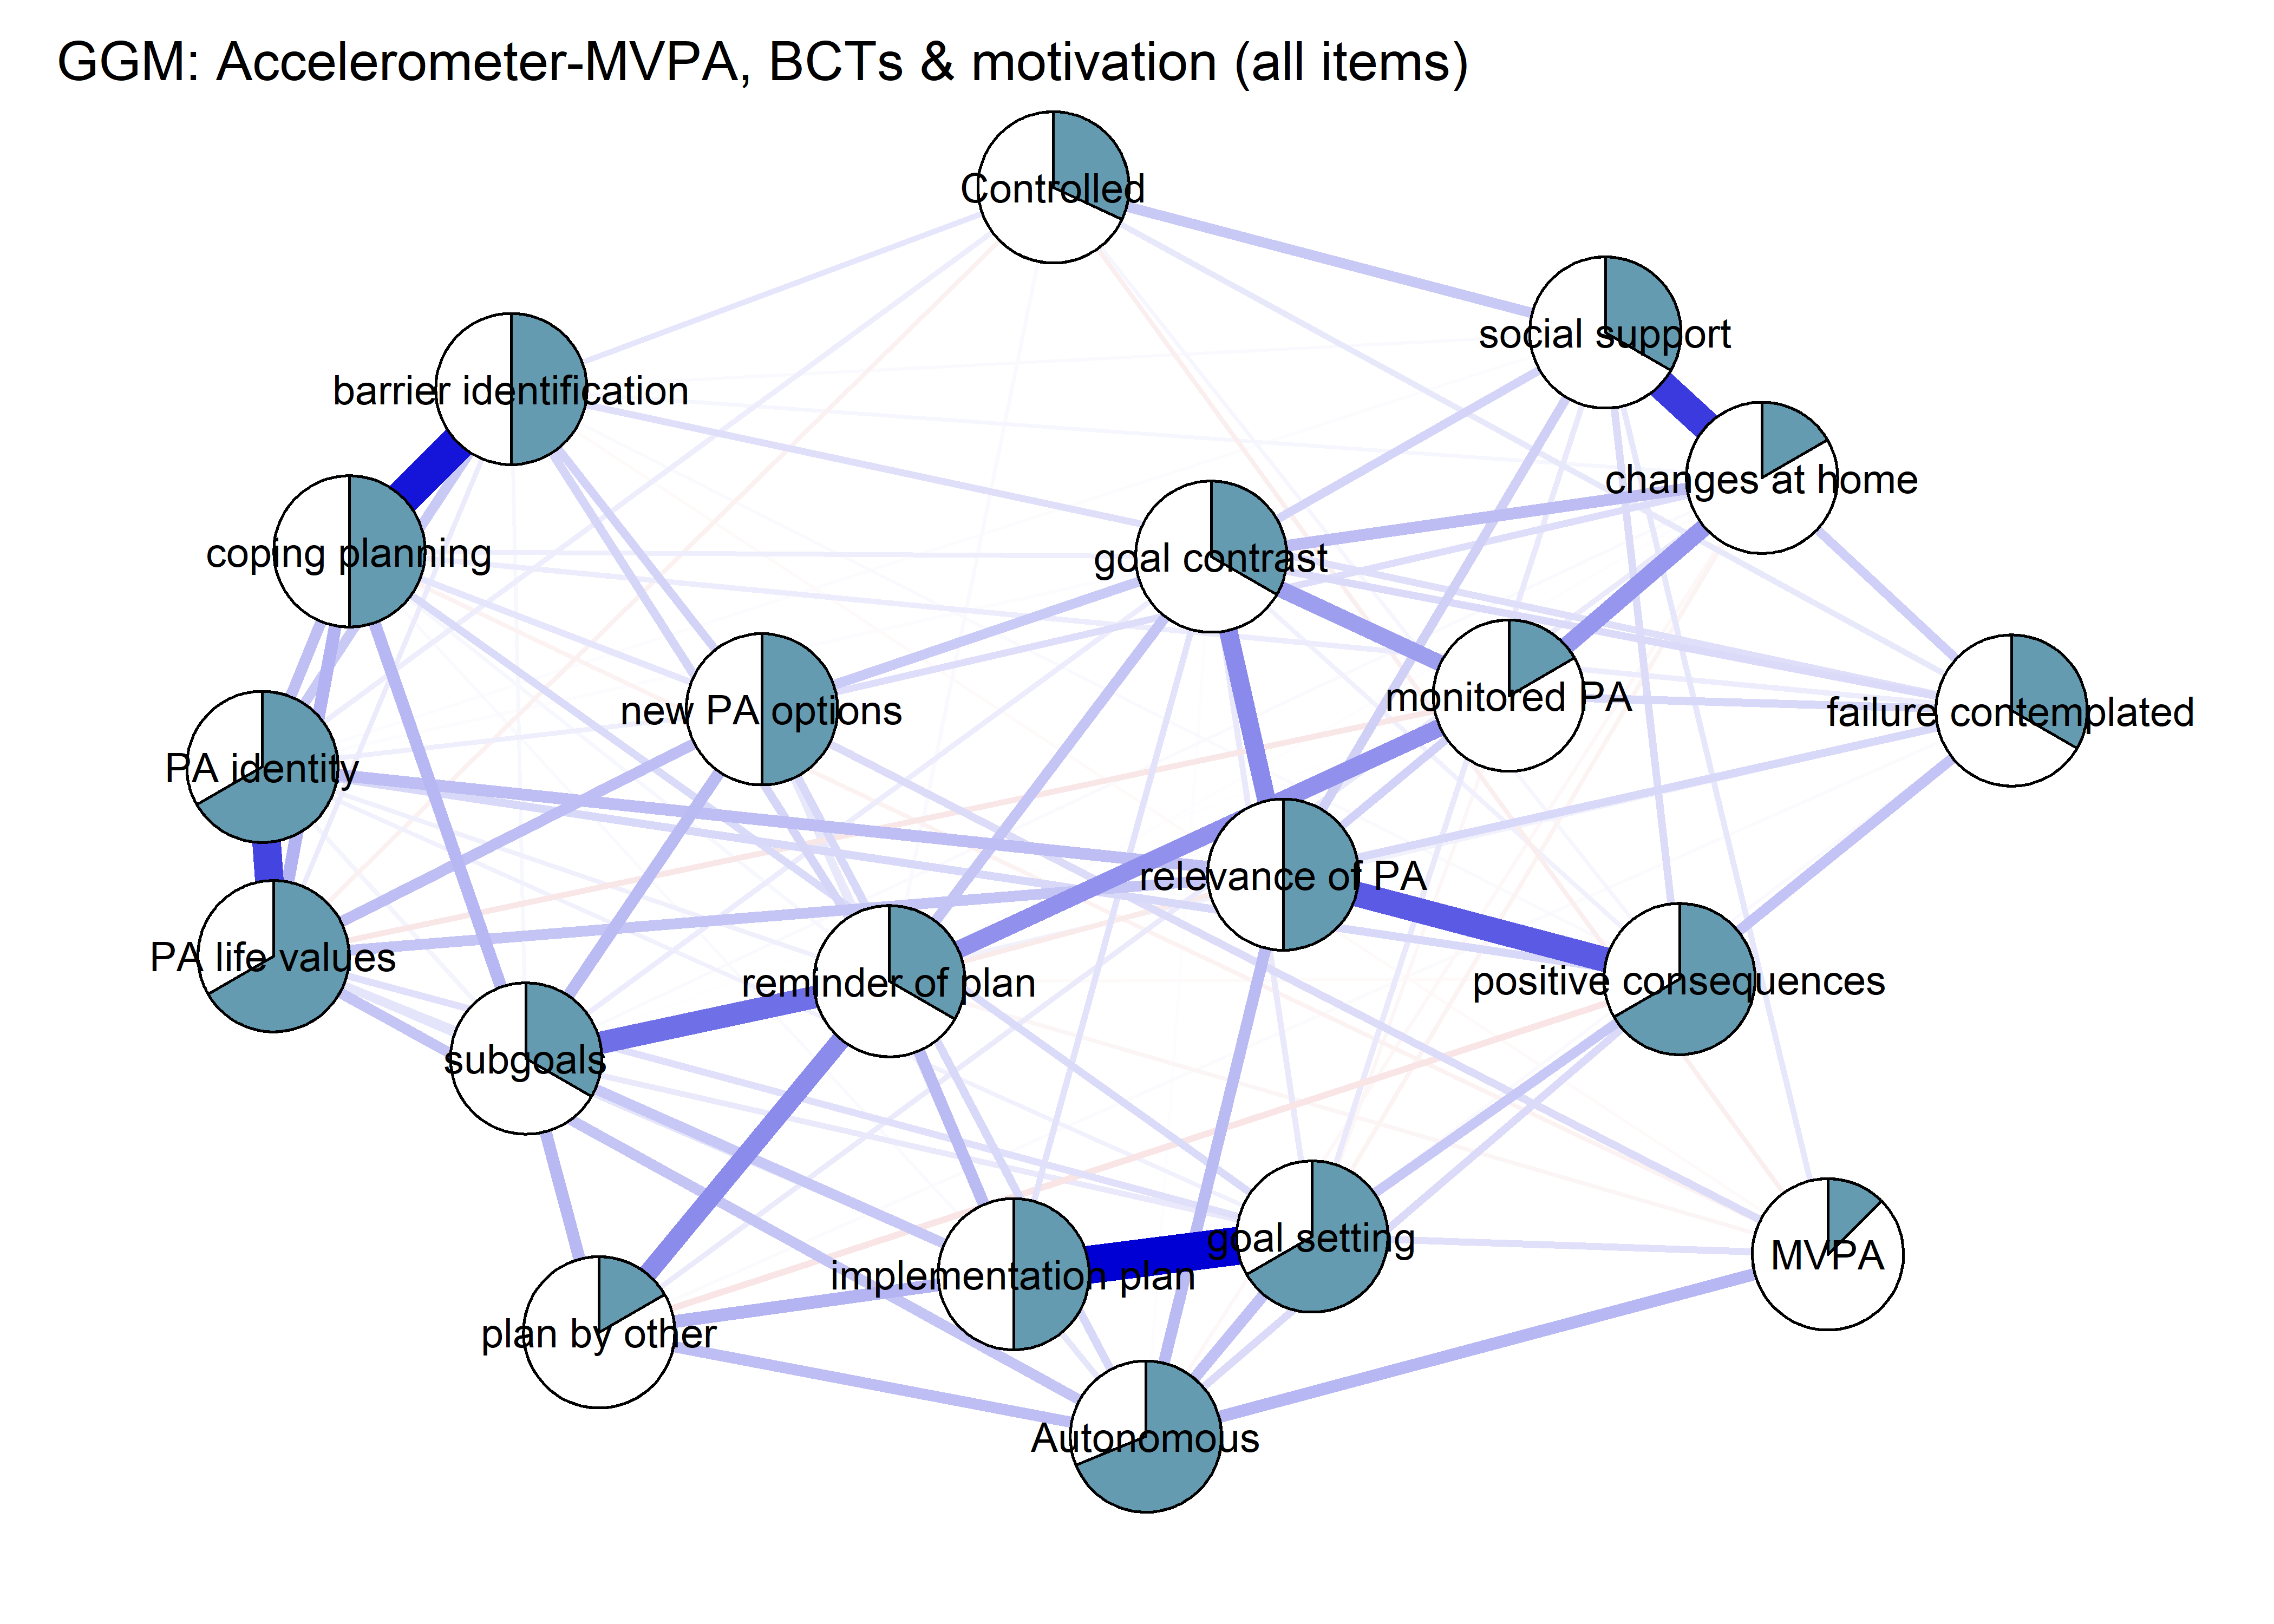 GGM: Accelerometer-MVPA, BCTs & motivation (all items)
Controlled
social support
barrier identification
changes at home
coping planning
goal contrast
monitored PA
new PA options
failure contemplated
PA identity
relevance of PA
PA life values
reminder of plan
positive consequences
subgoals
goal setting
MVPA
implementation plan
plan by other
Autonomous